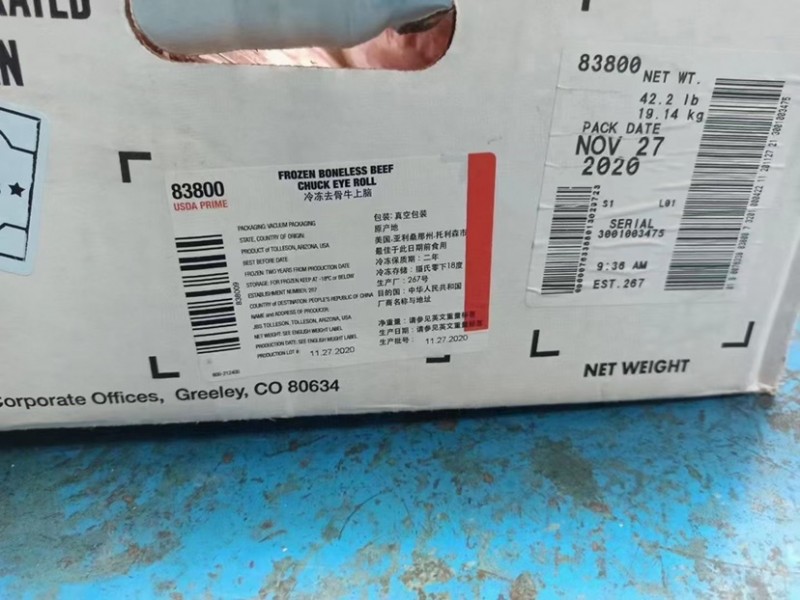 83800
USDA PRIME
FROZEN BONELESS BEEF
CHUCK EYE ROLL
冷冻去骨牛上脑
PACKAGING: VACUUM PACKAGING
STATE, COUNTRY OF ORIGIN:
PRODUCT of TOLLESON, ARIZONA, USA
BEST BEFORE DATE:
FROZEN: TWO YEARS FROM PRODUCTION DATE
STORAGE: FOR FROZEN KEEP AT -18ºC or BELOW
ESTABLISHMENT NUMBER: 267
COUNTRY of DESTINATION: PEOPLE'S REPUBLIC OF CHINA
NAME and ADDRESS OF PRODUCER:
JBS TOLLESON, TOLLESON, ARIZONA, USA
NET WEIGHT: SEE ENGLISH WEIGHT LABEL
PRODUCTION DATE: SEE ENGLISH WEIGHT LABEL
PRODUCTION LOT #: 11.27.2020
包装: 真空包装
原产地
美国.亚利桑那州.托利森市
最佳于此日期前食用
冷冻保质期: 二年
冷冻存储: 摄氏零下18度
生产厂: 267号
目的国: 中华人民共和国
厂商名称与地址
净重量: 请参见英文重量标签
生产日期: 请参见英文重量标签
生产批号: 11.27.2020
83800 NET WT.
42.2 lb
19.14 kg
PACK DATE
NOV 27
2020
S1 L01
SERIAL
3001003475
9:36 AM
EST.267
NET WEIGHT
Corporate Offices, Greeley, CO 80634